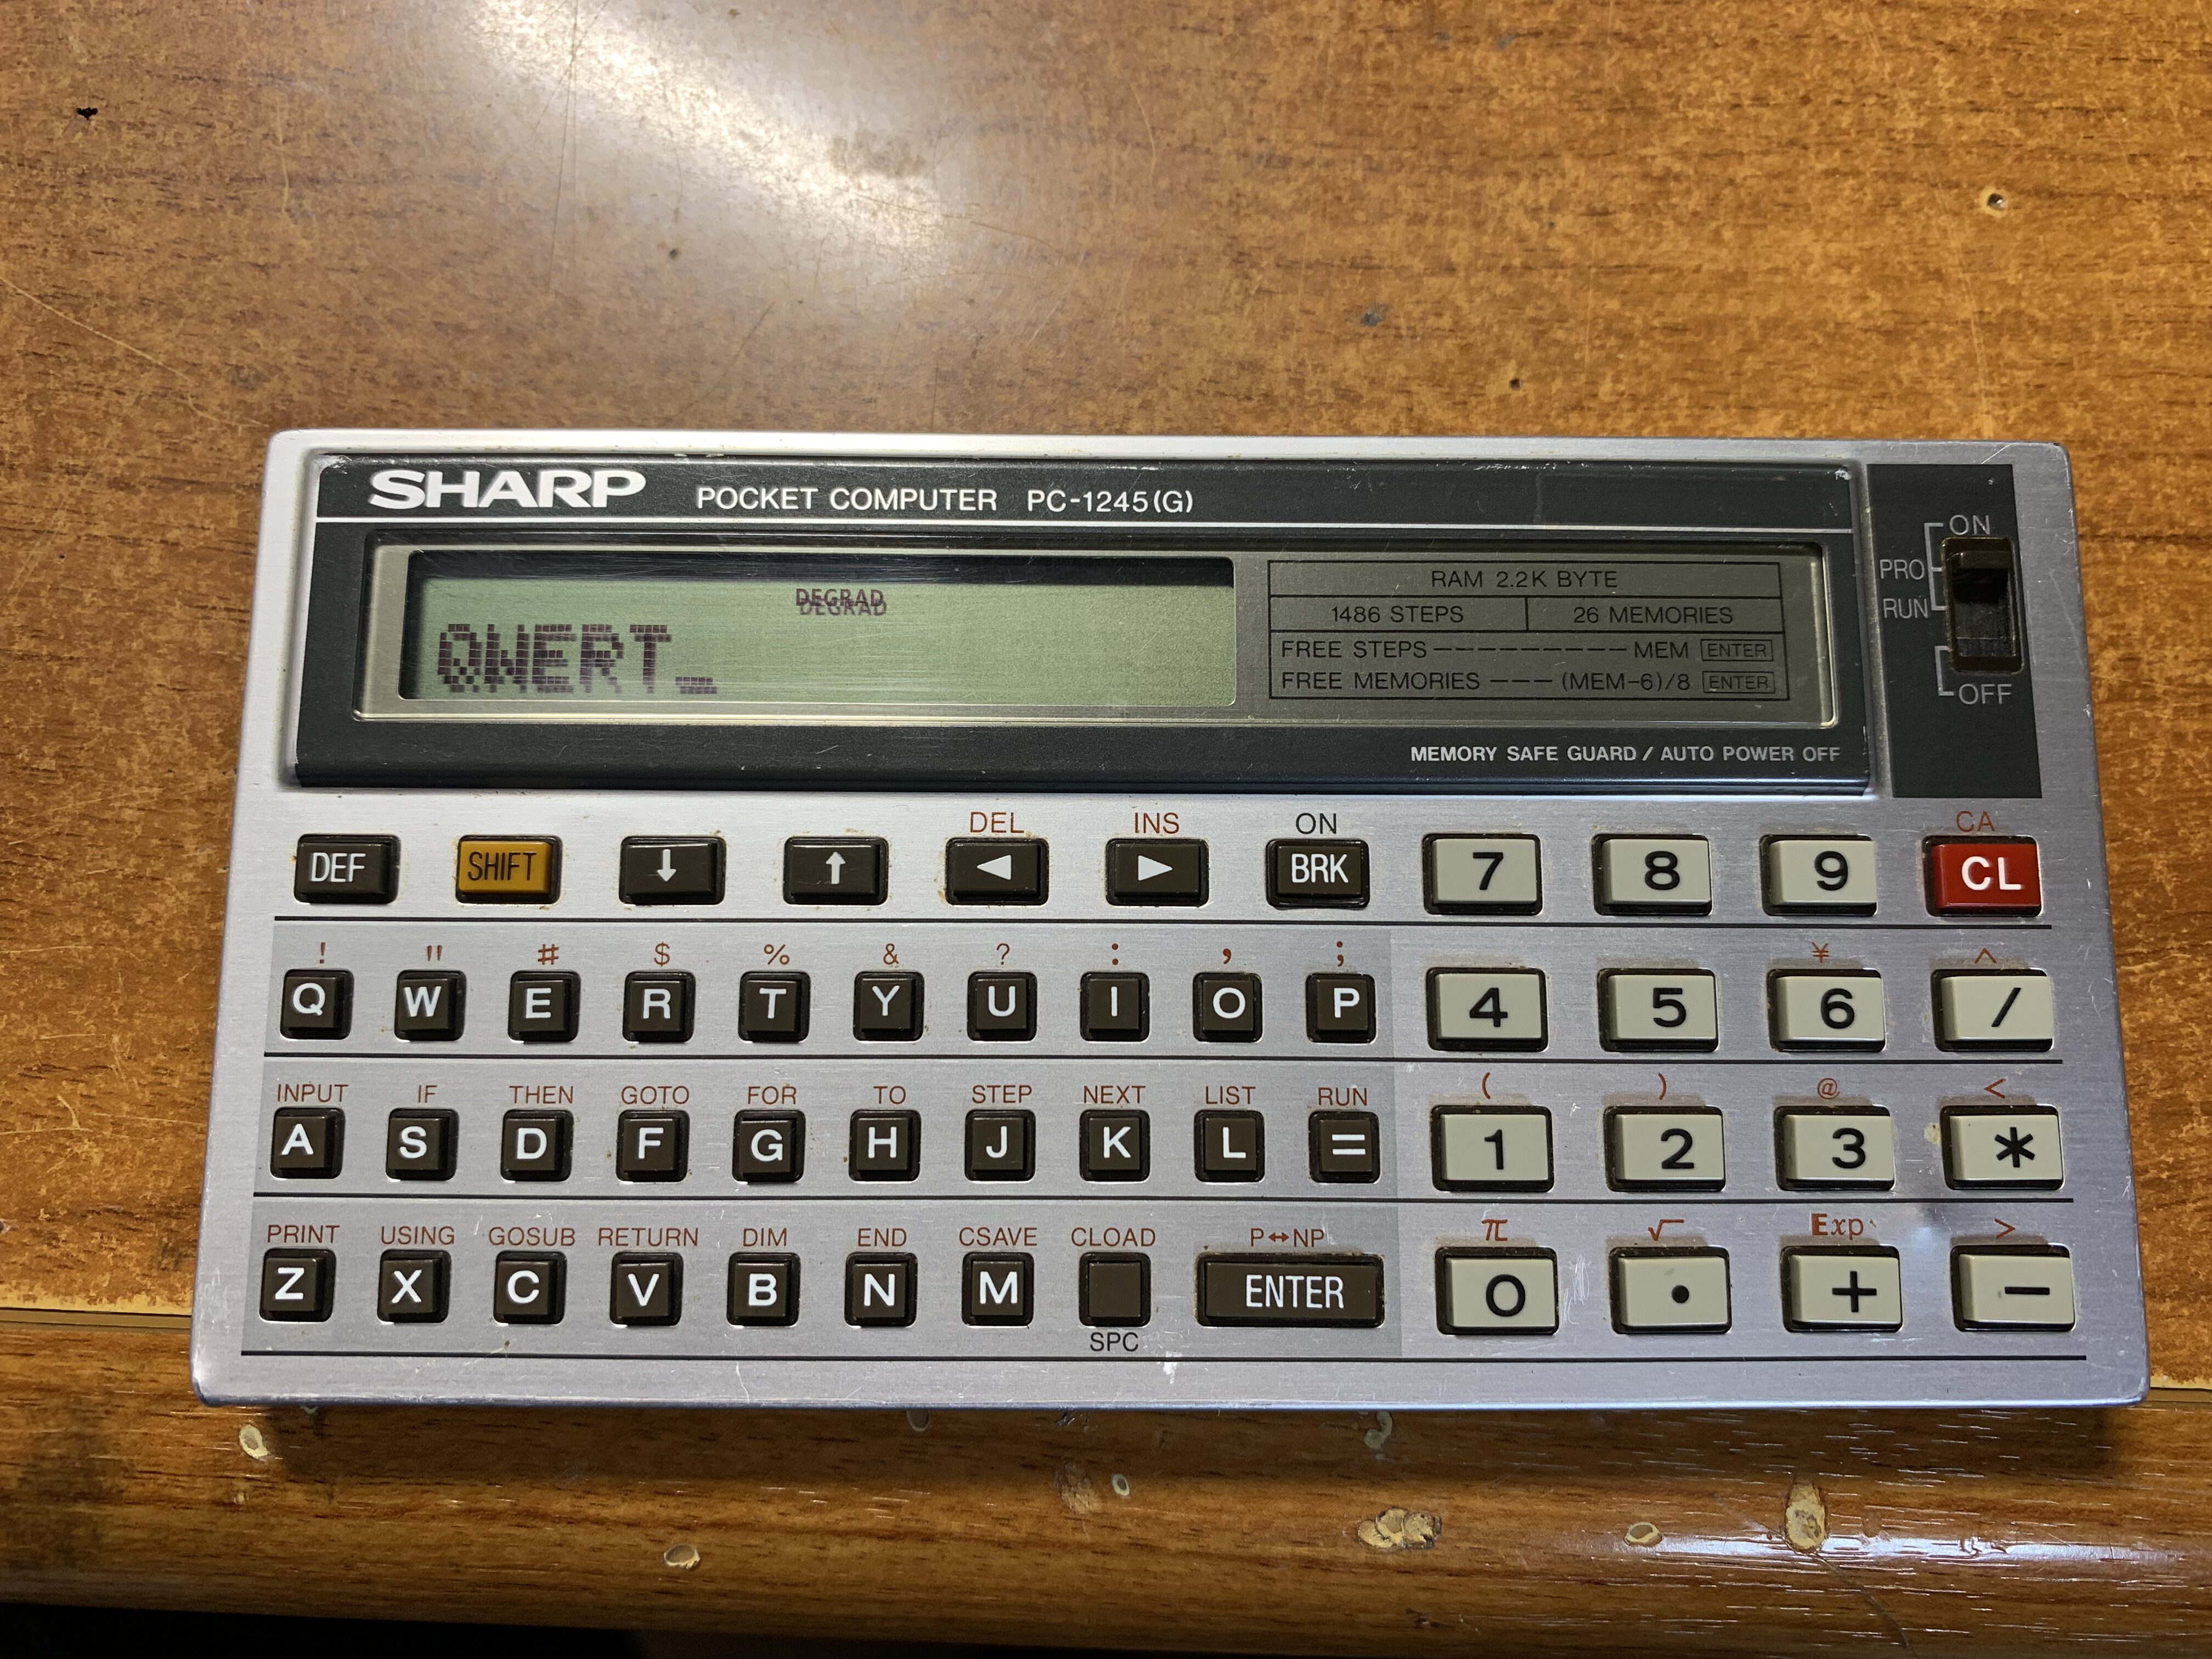 SHARP POCKET COMPUTER PC-1245(G)
ON
PRO
RUN
OFF
DEGRAD
QWERT_
RAM 2.2K BYTE
1486 STEPS 26 MEMORIES
FREE STEPS ---------- MEM ENTER
FREE MEMORIES --- (MEM-6)/8 ENTER
MEMORY SAFE GUARD / AUTO POWER OFF
DEL INS ON CA
DEF SHIFT ↓ ↑ ◀ ▶ BRK 7 8 9 CL
! " # $ % & ? : , ; ¥ ^
Q W E R T Y U I O P 4 5 6 /
INPUT IF THEN GOTO FOR TO STEP NEXT LIST RUN ( ) @ <
A S D F G H J K L = 1 2 3 *
PRINT USING GOSUB RETURN DIM END CSAVE CLOAD P↔NP π √ Exp >
Z X C V B N M ENTER 0 • + −
SPC